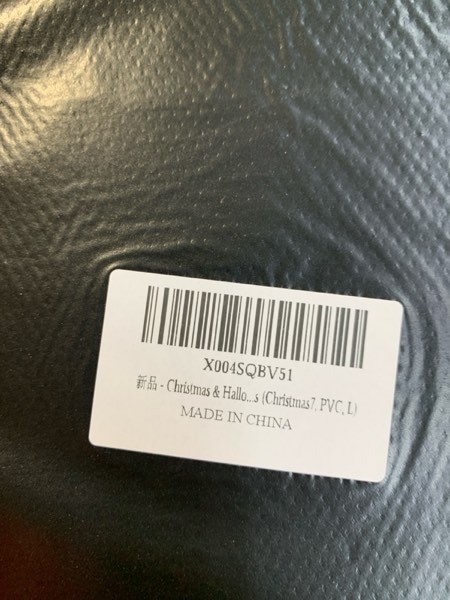 X004SQBV51
新品 - Christmas & Hallo...s (Christmas7, PVC, L)
MADE IN CHINA